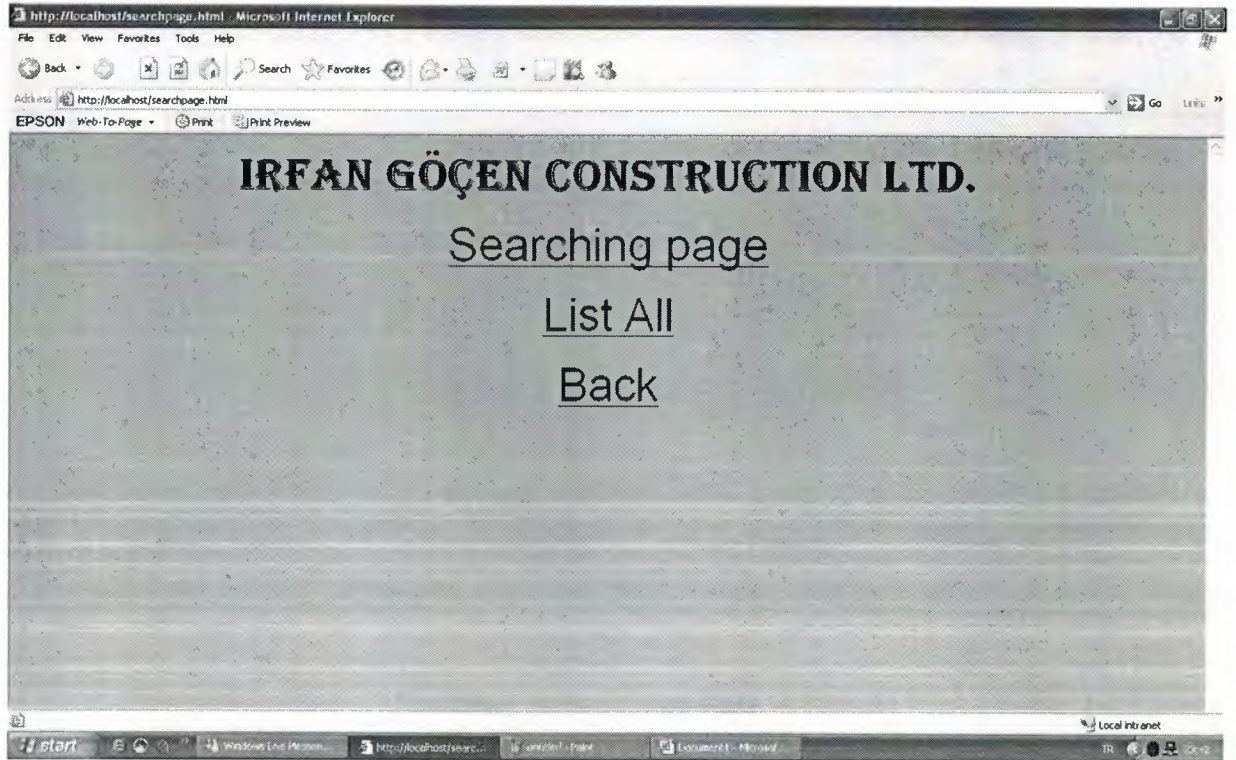 http://localhost/searchpage.html - Microsoft Internet Explorer
File Edit View Favorites Tools Help
Back Search Favorites
Address http://localhost/searchpage.html Go Links »
EPSON Web-To-Page Print Print Preview
IRFAN GÖÇEN CONSTRUCTION LTD.
Searching page
List All
Back
Local intranet
start Windows Live Messen... http://localhost/searc... untitled - Paint Document1 - Microsof... TR